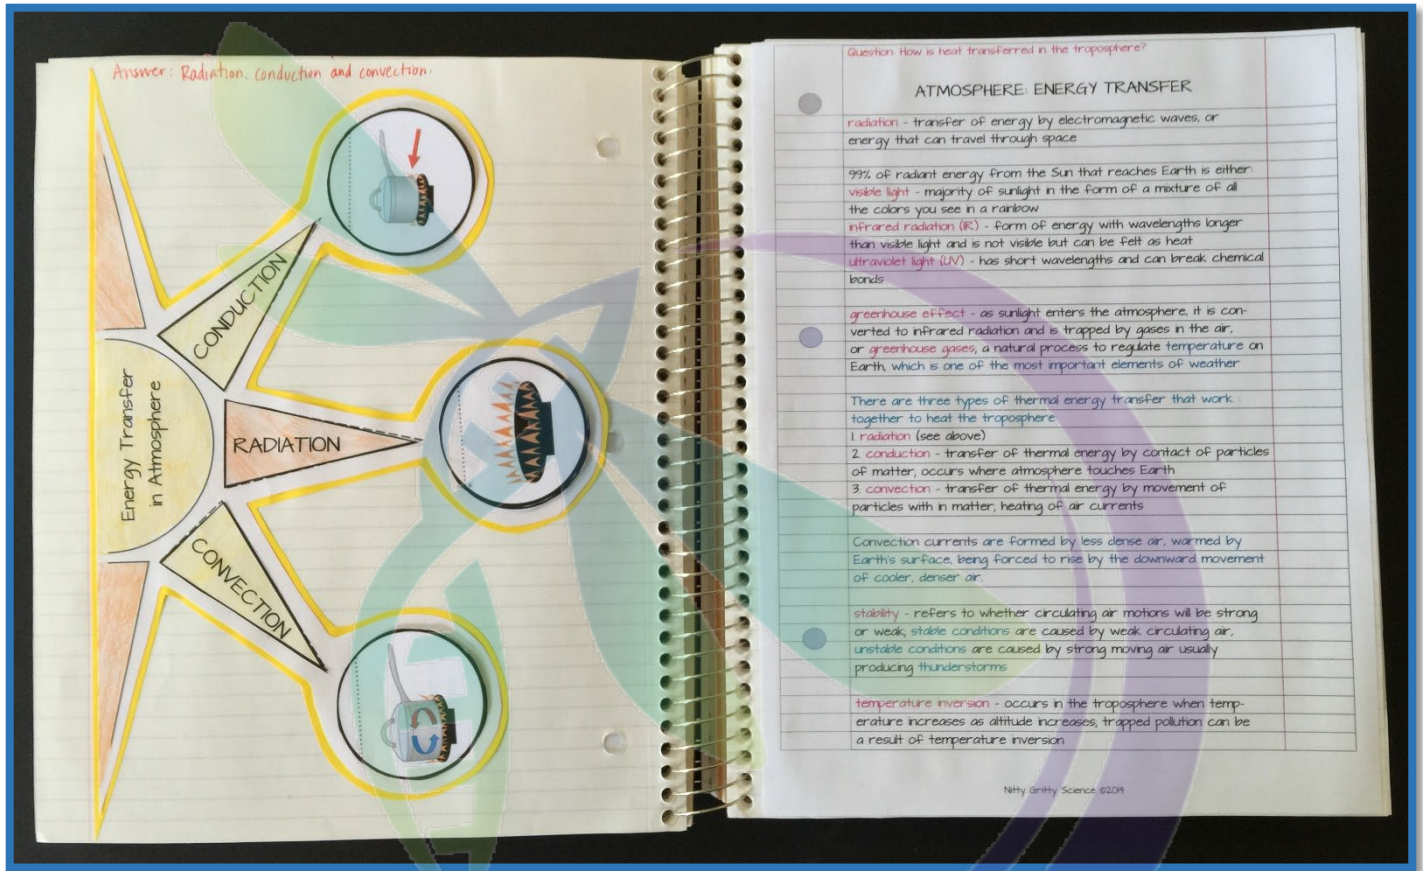 Answer: Radiation, conduction and convection.
CONDUCTION
Energy Transfer
in Atmosphere
RADIATION
CONVECTION
Question: How is heat transferred in the troposphere?
ATMOSPHERE: ENERGY TRANSFER
radiation - transfer of energy by electromagnetic waves, or
energy that can travel through space
99% of radiant energy from the Sun that reaches Earth is either:
visible light - majority of sunlight in the form of a mixture of all
the colors you see in a rainbow
infrared radiation (IR) - form of energy with wavelengths longer
than visible light and is not visible but can be felt as heat
ultraviolet light (UV) - has short wavelengths and can break chemical
bonds
greenhouse effect - as sunlight enters the atmosphere, it is con-
verted to infrared radiation and is trapped by gases in the air,
or greenhouse gases; a natural process to regulate temperature on
Earth, which is one of the most important elements of weather
There are three types of thermal energy transfer that work
together to heat the troposphere
1. radiation (see above)
2. conduction - transfer of thermal energy by contact of particles
of matter; occurs where atmosphere touches Earth
3. convection - transfer of thermal energy by movement of
particles with in matter; heating of air currents
Convection currents are formed by less dense air, warmed by
Earth's surface, being forced to rise by the downward movement
of cooler, denser air.
stability - refers to whether circulating air motions will be strong
or weak; stable conditions are caused by weak circulating air,
unstable conditions are caused by strong moving air usually
producing thunderstorms
temperature inversion - occurs in the troposphere when temp-
erature increases as altitude increases; trapped pollution can be
a result of temperature inversion
Nitty Gritty Science ©2014